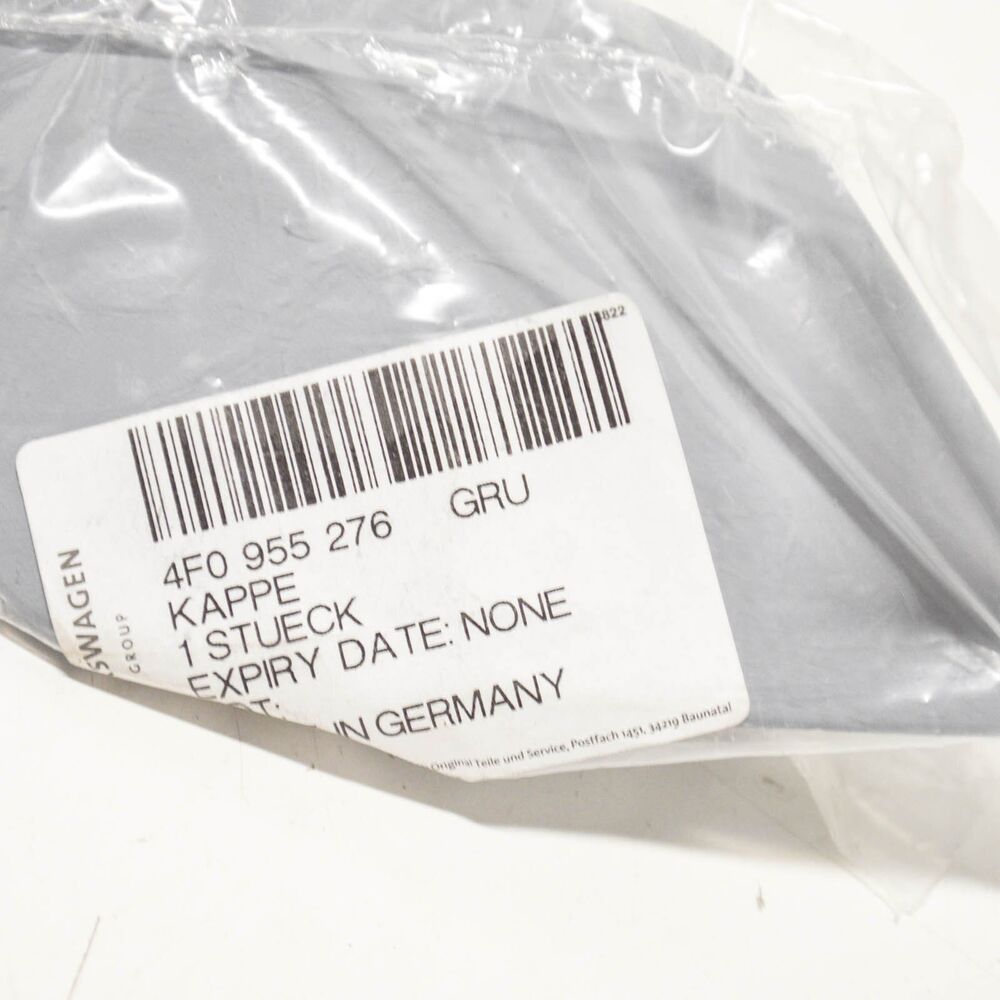 822
4F0 955 276 GRU
KAPPE
1 STUECK
EXPIRY DATE: NONE
IN GERMANY
Original Teile und Service, Postfach 1451, 34219 Baunatal
SWAGEN
GROUP